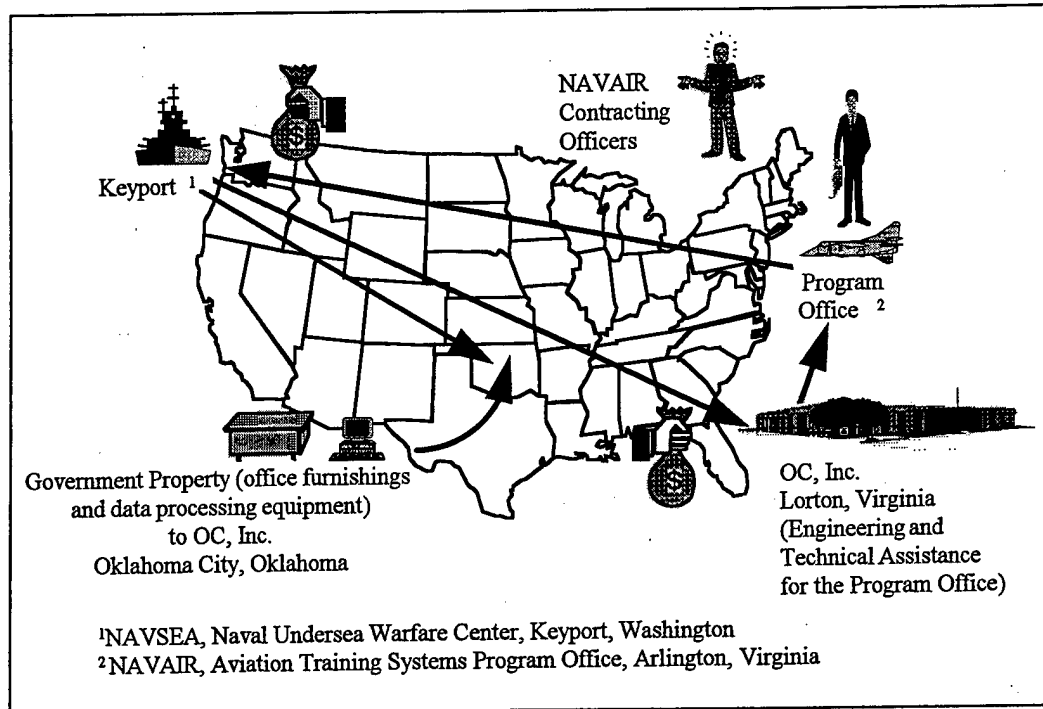 NAVAIR
Contracting
Officers
Keyport ¹
$
Program
Office ²
$
Government Property (office furnishings
and data processing equipment)
to OC, Inc.
Oklahoma City, Oklahoma
OC, Inc.
Lorton, Virginia
(Engineering and
Technical Assistance
for the Program Office)
¹NAVSEA, Naval Undersea Warfare Center, Keyport, Washington
²NAVAIR, Aviation Training Systems Program Office, Arlington, Virginia